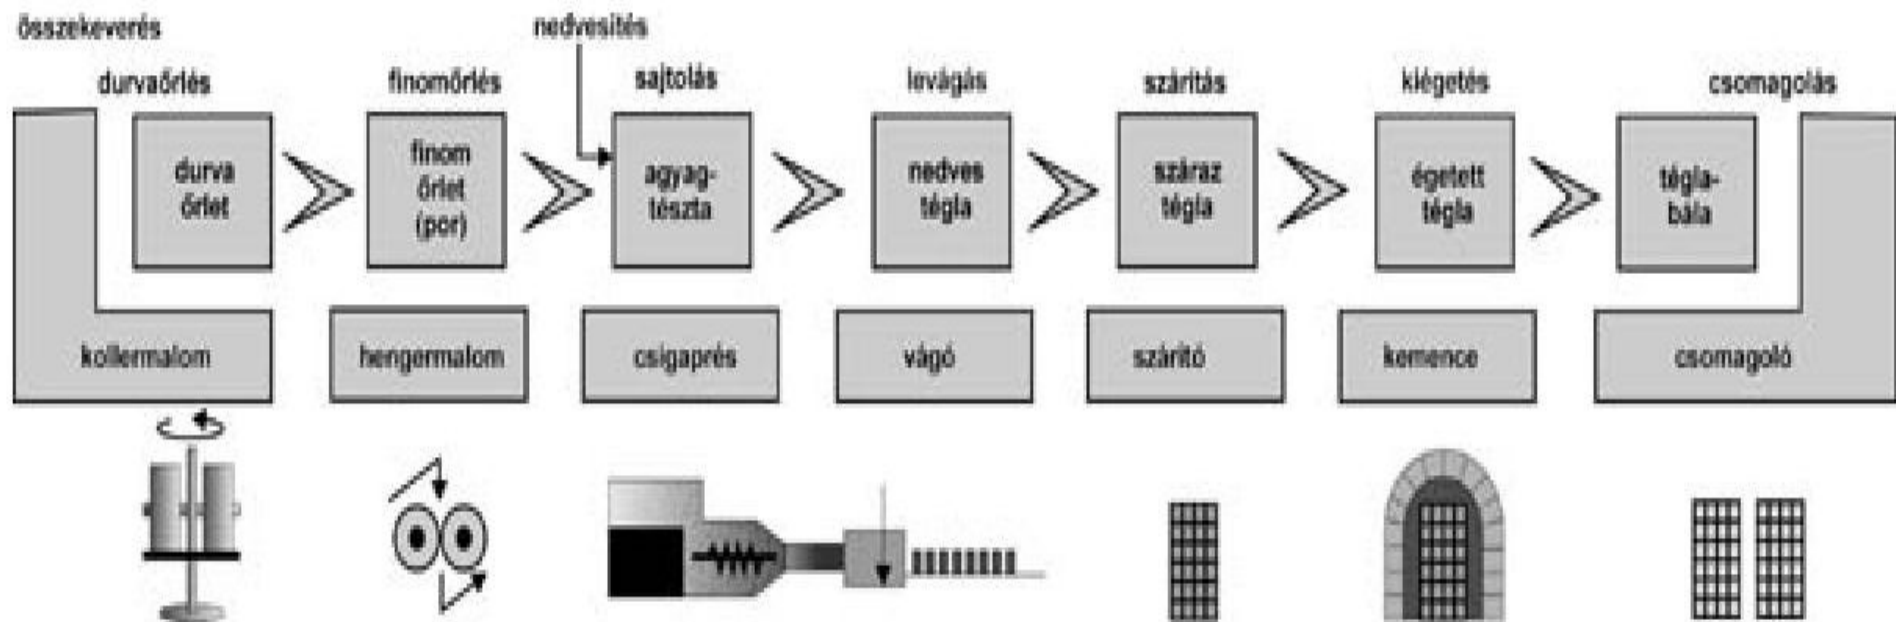 összekeverés
nedvesítés
durvaőrlés
finomőrlés
sajtolás
levágás
szárítás
kiégetés
csomagolás
durva
őrlet
finom
őrlet
(por)
agyag-
tészta
nedves
tégla
száraz
tégla
égetett
tégla
tégla-
bála
kollermalom
hengermalom
csigaprés
vágó
szárító
kemence
csomagoló